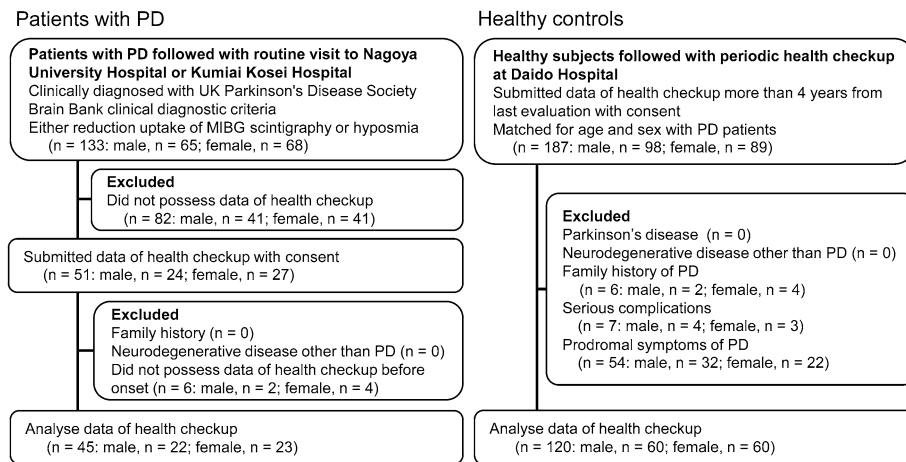 Patients with PD
Patients with PD followed with routine visit to Nagoya
University Hospital or Kumiai Kosei Hospital
Clinically diagnosed with UK Parkinson's Disease Society
Brain Bank clinical diagnostic criteria
Either reduction uptake of MIBG scintigraphy or hyposmia
(n = 133: male, n = 65; female, n = 68)
Excluded
Did not possess data of health checkup
(n = 82: male, n = 41; female, n = 41)
Submitted data of health checkup with consent
(n = 51: male, n = 24; female, n = 27)
Excluded
Family history (n = 0)
Neurodegenerative disease other than PD (n = 0)
Did not possess data of health checkup before
onset (n = 6: male, n = 2; female, n = 4)
Analyse data of health checkup
(n = 45: male, n = 22; female, n = 23)
Healthy controls
Healthy subjects followed with periodic health checkup
at Daido Hospital
Submitted data of health checkup more than 4 years from
last evaluation with consent
Matched for age and sex with PD patients
(n = 187: male, n = 98; female, n = 89)
Excluded
Parkinson's disease (n = 0)
Neurodegenerative disease other than PD (n = 0)
Family history of PD
(n = 6: male, n = 2; female, n = 4)
Serious complications
(n = 7: male, n = 4; female, n = 3)
Prodromal symptoms of PD
(n = 54: male, n = 32; female, n = 22)
Analyse data of health checkup
(n = 120: male, n = 60; female, n = 60)